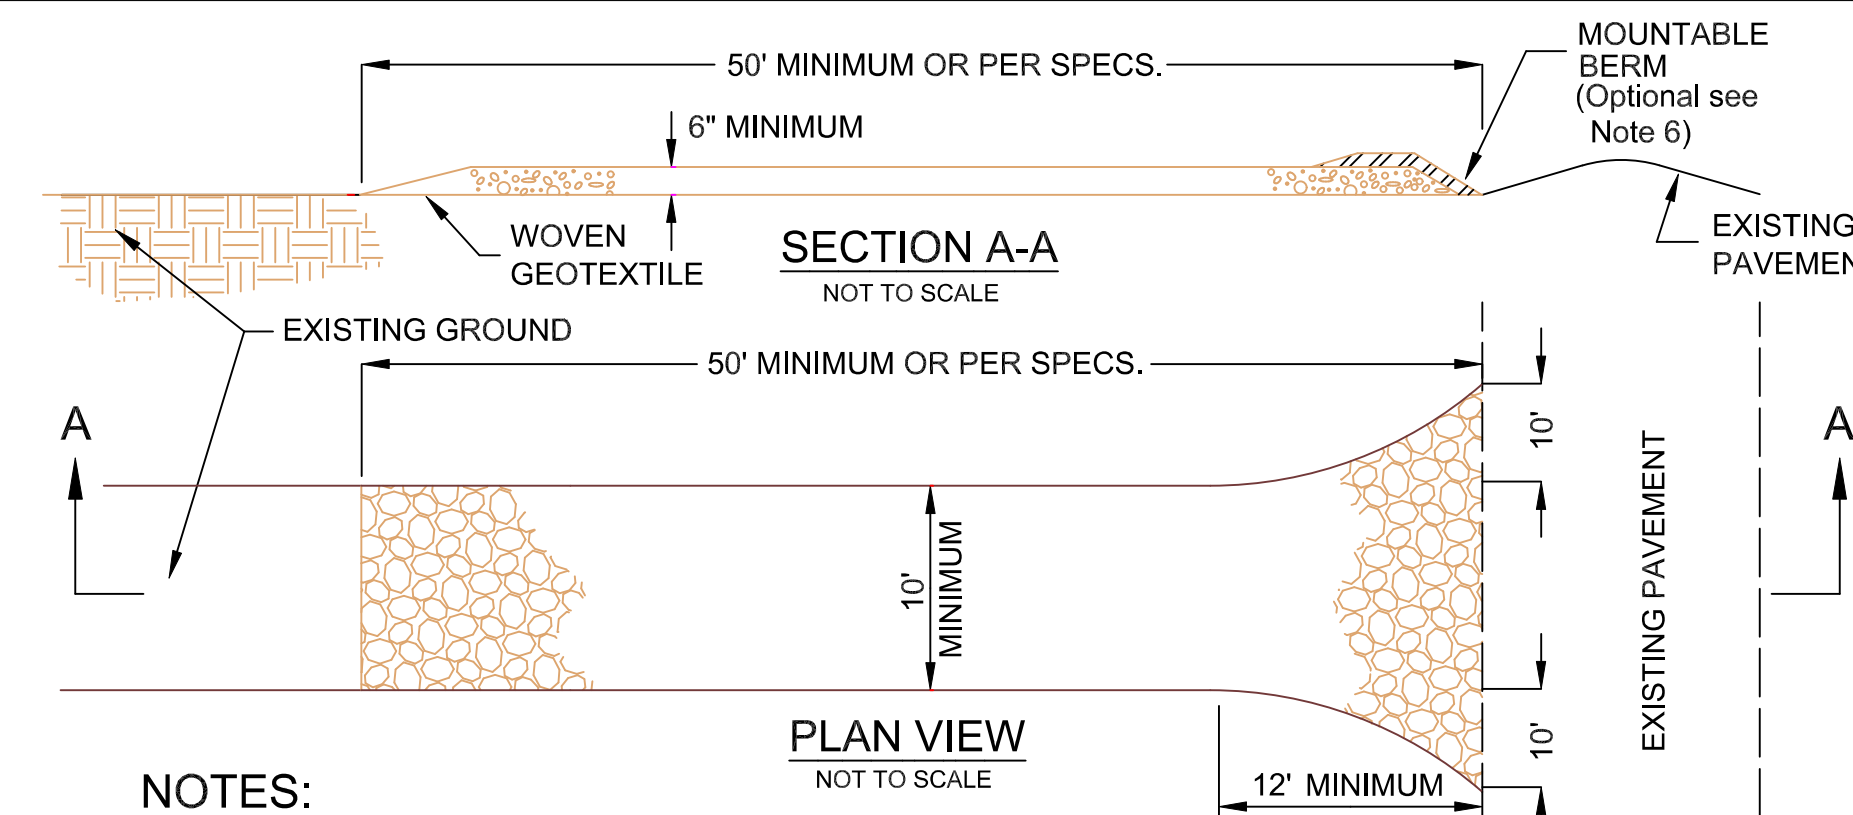 50' MINIMUM OR PER SPECS.
MOUNTABLE
BERM
(Optional see
Note 6)
6" MINIMUM
WOVEN
GEOTEXTILE
SECTION A-A
NOT TO SCALE
EXISTING
PAVEMEN
EXISTING GROUND
50' MINIMUM OR PER SPECS.
A
A
10'
10'
MINIMUM
EXISTING PAVEMENT
10'
PLAN VIEW
NOT TO SCALE
12' MINIMUM
NOTES: